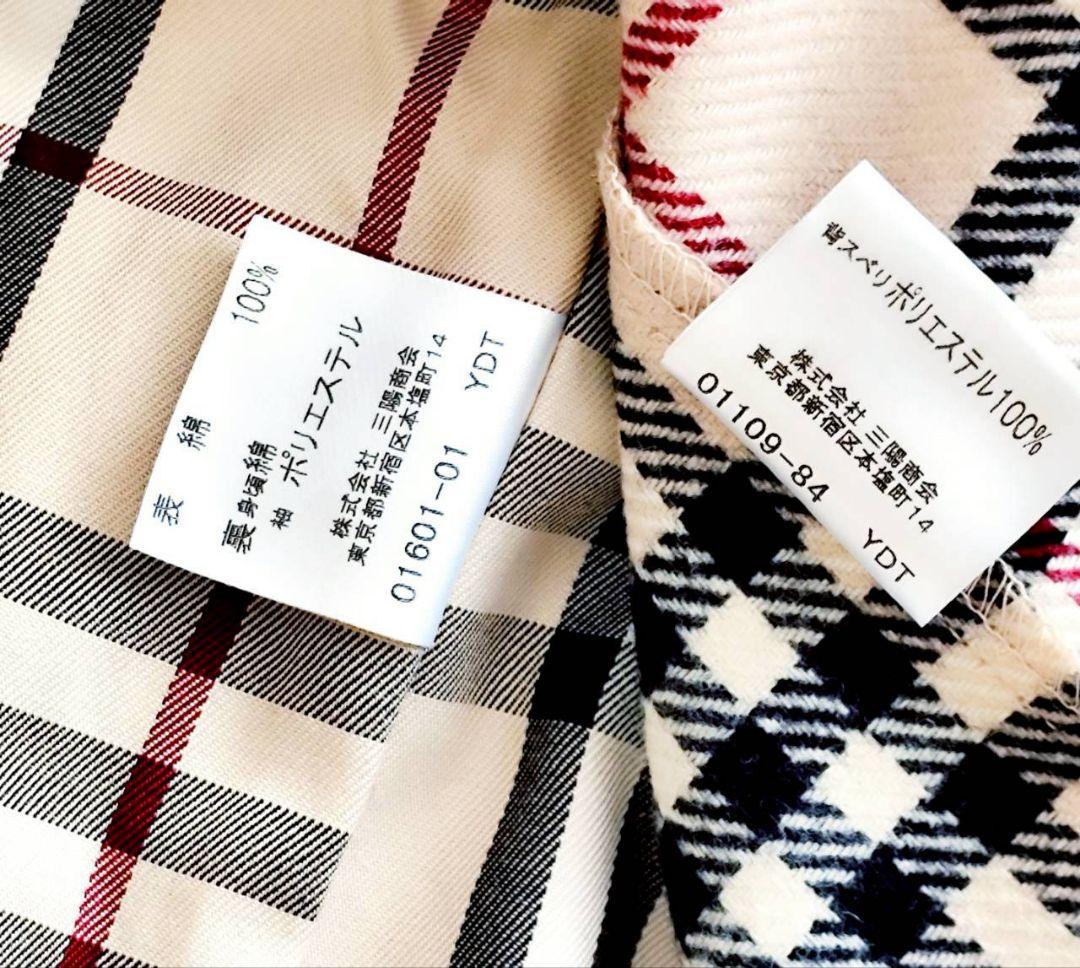 表 綿 100%
裏 身頃 綿
袖 ポリエステル
株式会社 三陽商会
東京都新宿区本塩町14
01601-01 YDT
背スベリ ポリエステル100%
株式会社 三陽商会
東京都新宿区本塩町14
01109-84 YDT